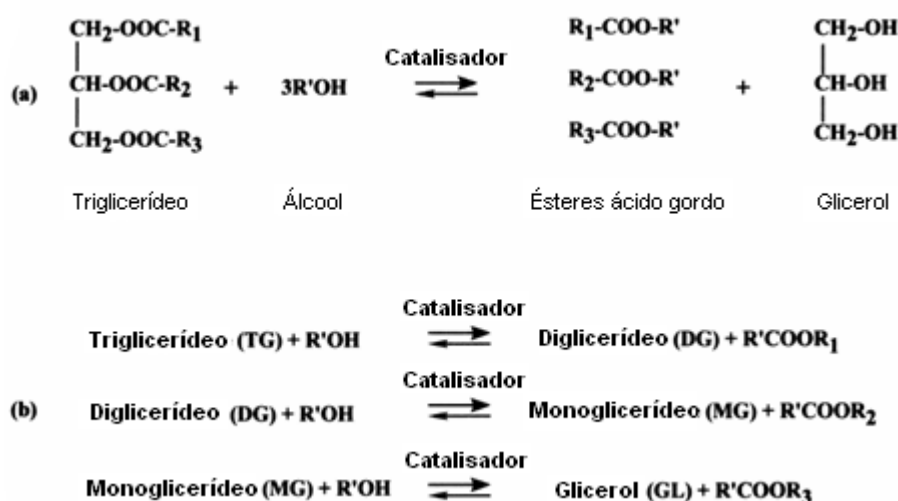 CH₂-OOC-R₁ R₁-COO-R' CH₂-OH
Catalisador
(a) CH-OOC-R₂ + 3R'OH ⇌ R₂-COO-R' + CH-OH
CH₂-OOC-R₃ R₃-COO-R' CH₂-OH
Triglicerídeo Álcool Ésteres ácido gordo Glicerol
Catalisador
Triglicerídeo (TG) + R'OH ⇌ Diglicerídeo (DG) + R'COOR₁
Catalisador
(b) Diglicerídeo (DG) + R'OH ⇌ Monoglicerídeo (MG) + R'COOR₂
Catalisador
Monoglicerídeo (MG) + R'OH ⇌ Glicerol (GL) + R'COOR₃